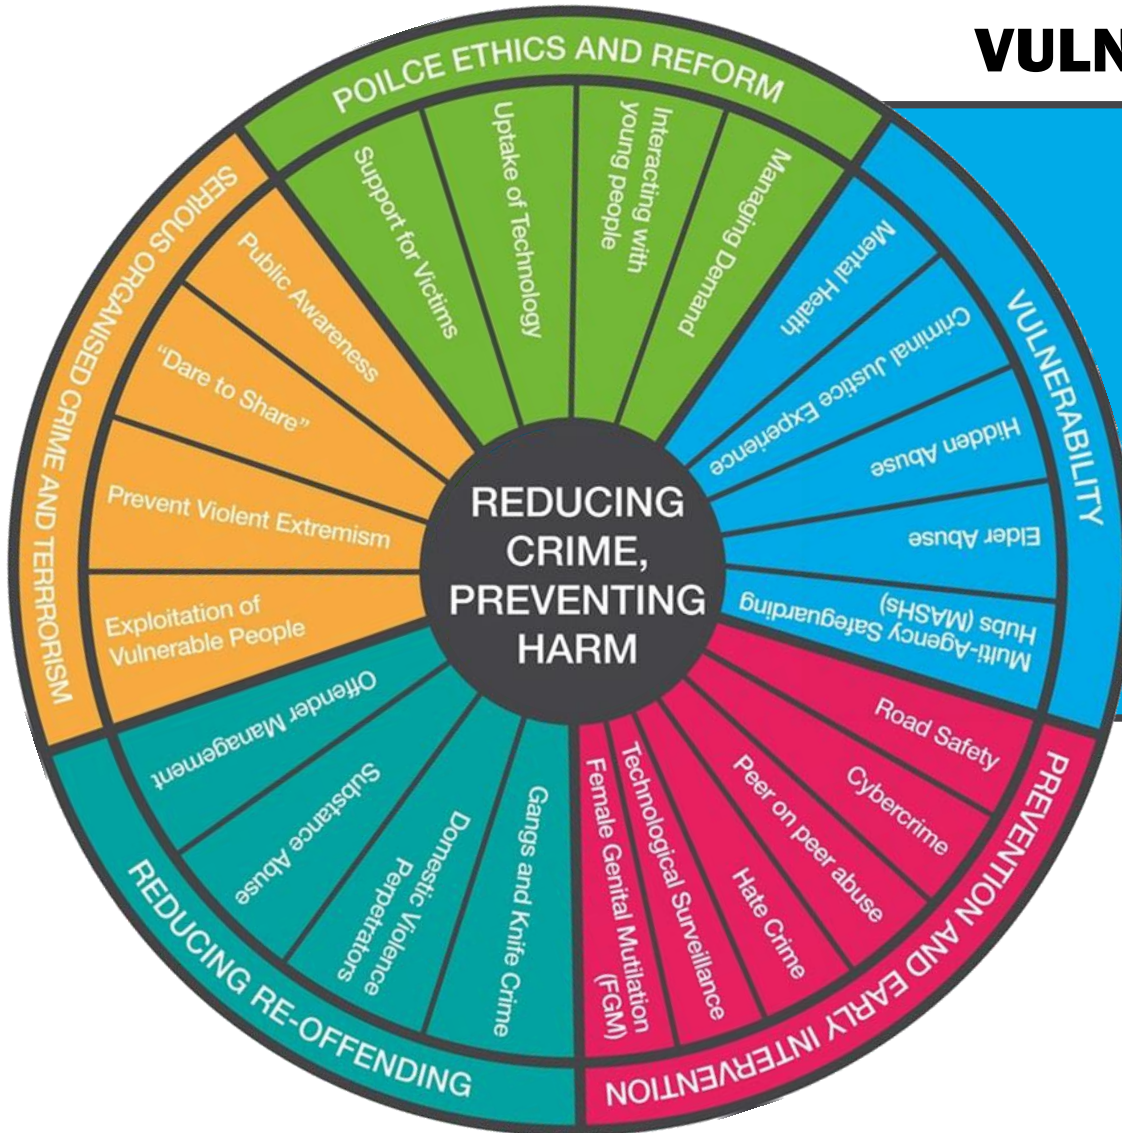 VULN
POILCE ETHICS AND REFORM
Support for Victims
Uptake of Technology
Interacting with
young people
Managing Demand
VULNERABILITY
Mental Health
Criminal Justice Experience
Hidden Abuse
Elder Abuse
Multi-Agency Safeguarding
Hubs (MASHs)
PREVENTION AND EARLY INTERVENTION
Road Safety
Cybercrime
Peer on peer abuse
Hate Crime
Technological Surveillance
Female Genital Mutilation
(FGM)
REDUCING RE-OFFENDING
Gangs and Knife Crime
Domestic Violence
Perpetrators
Substance Abuse
Offender Management
SERIOUS ORGANISED CRIME AND TERRRORISM
Exploitation of
Vulnerable People
Prevent Violent Extremism
“Dare to Share”
Public Awareness
REDUCING
CRIME,
PREVENTING
HARM